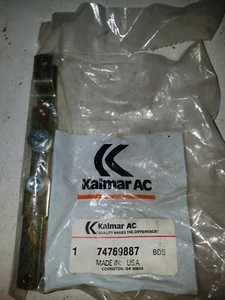 Kalmar AC
Kalmar AC
QUALITY MAKES THE DIFFERENCE
1 74769887 BDS
MADE IN: USA
COVINGTON, GA 30014